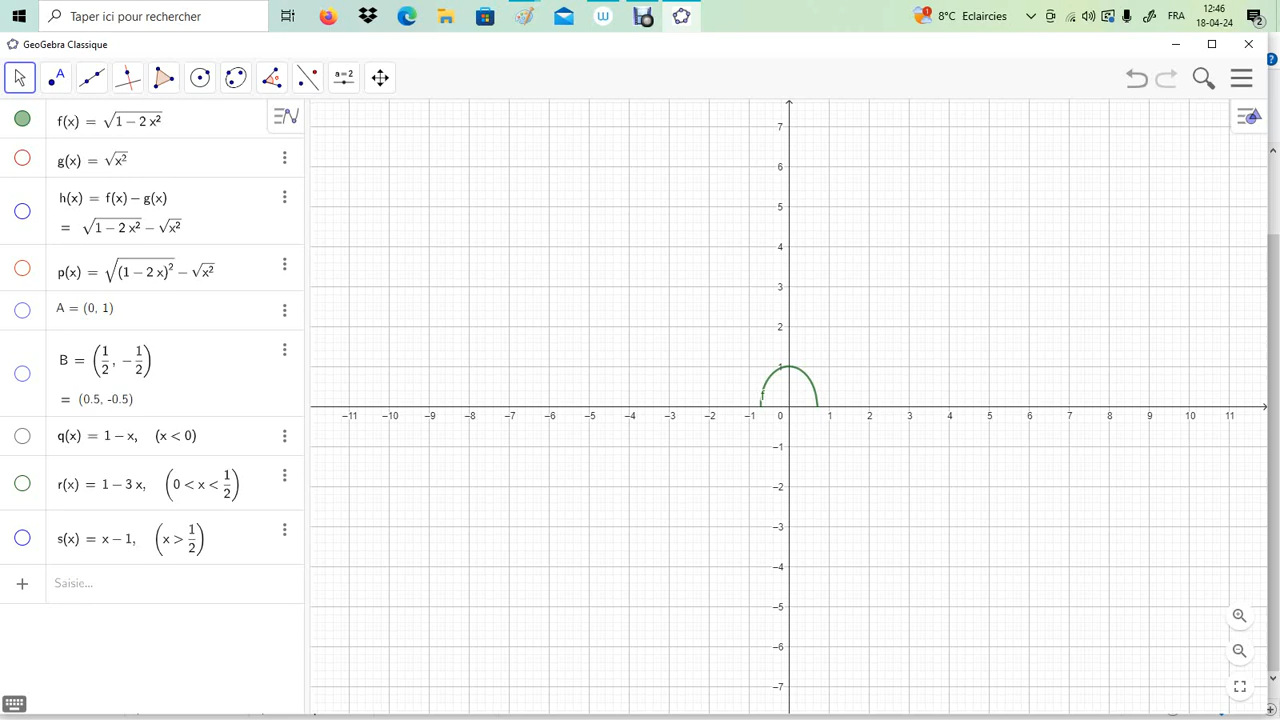 Taper ici pour rechercher
8°C Eclaircies
FRA
12:46
18-04-24
2
GeoGebra Classique
a=2
f(x) = √(1 − 2 x²)
g(x) = √x²
h(x) = f(x) − g(x)
= √(1 − 2 x²) − √x²
p(x) = √((1 − 2 x)²) − √x²
A = (0, 1)
B = (1/2, −1/2)
= (0.5, -0.5)
q(x) = 1 − x, (x < 0)
r(x) = 1 − 3 x, (0 < x < 1/2)
s(x) = x − 1, (x > 1/2)
Saisie...
7
6
5
4
3
2
1
f
−11 −10 −9 −8 −7 −6 −5 −4 −3 −2 −1 0 1 2 3 4 5 6 7 8 9 10 11
−1
−2
−3
−4
−5
−6
−7